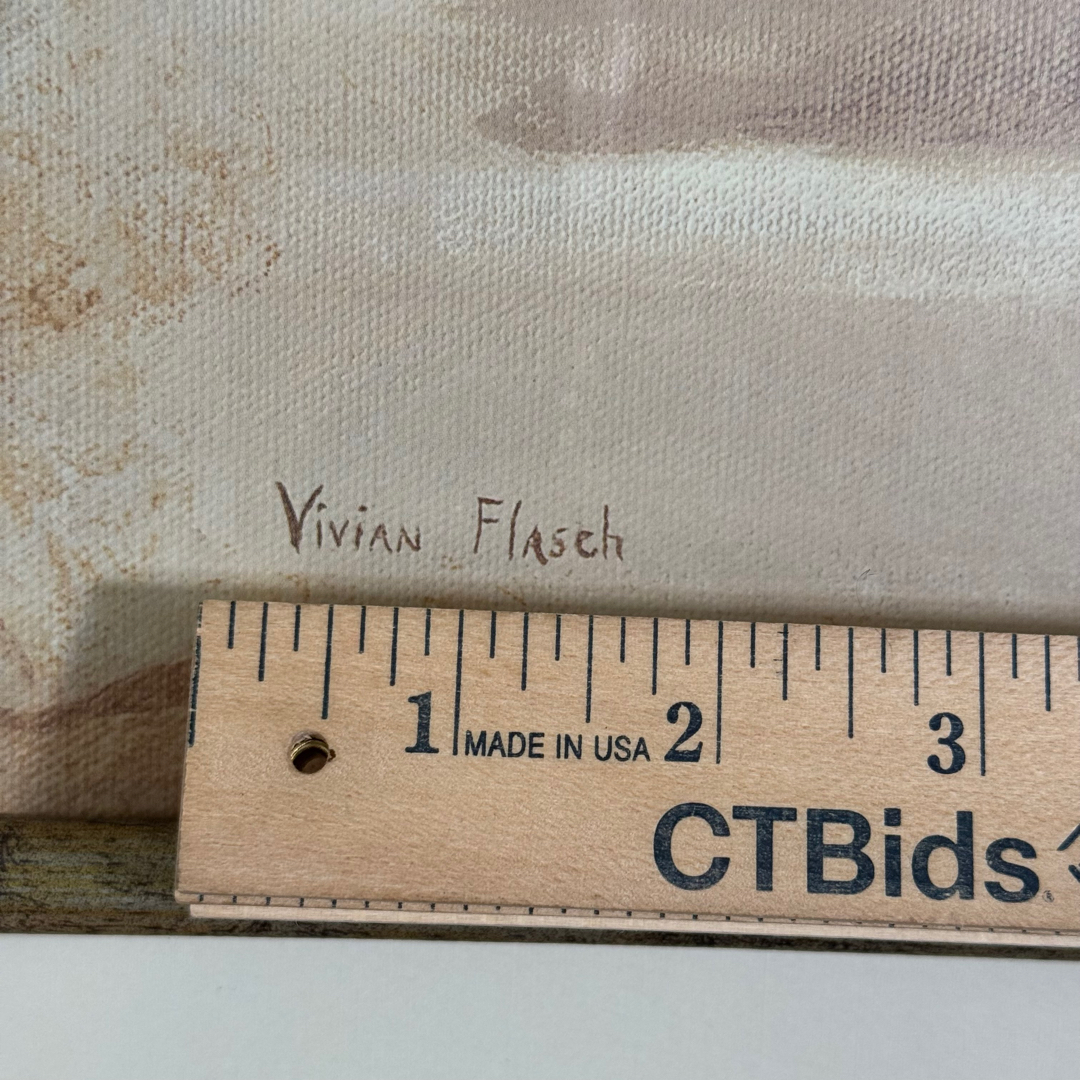 Vivian Flasch
1 2 3
MADE IN USA
CTBids